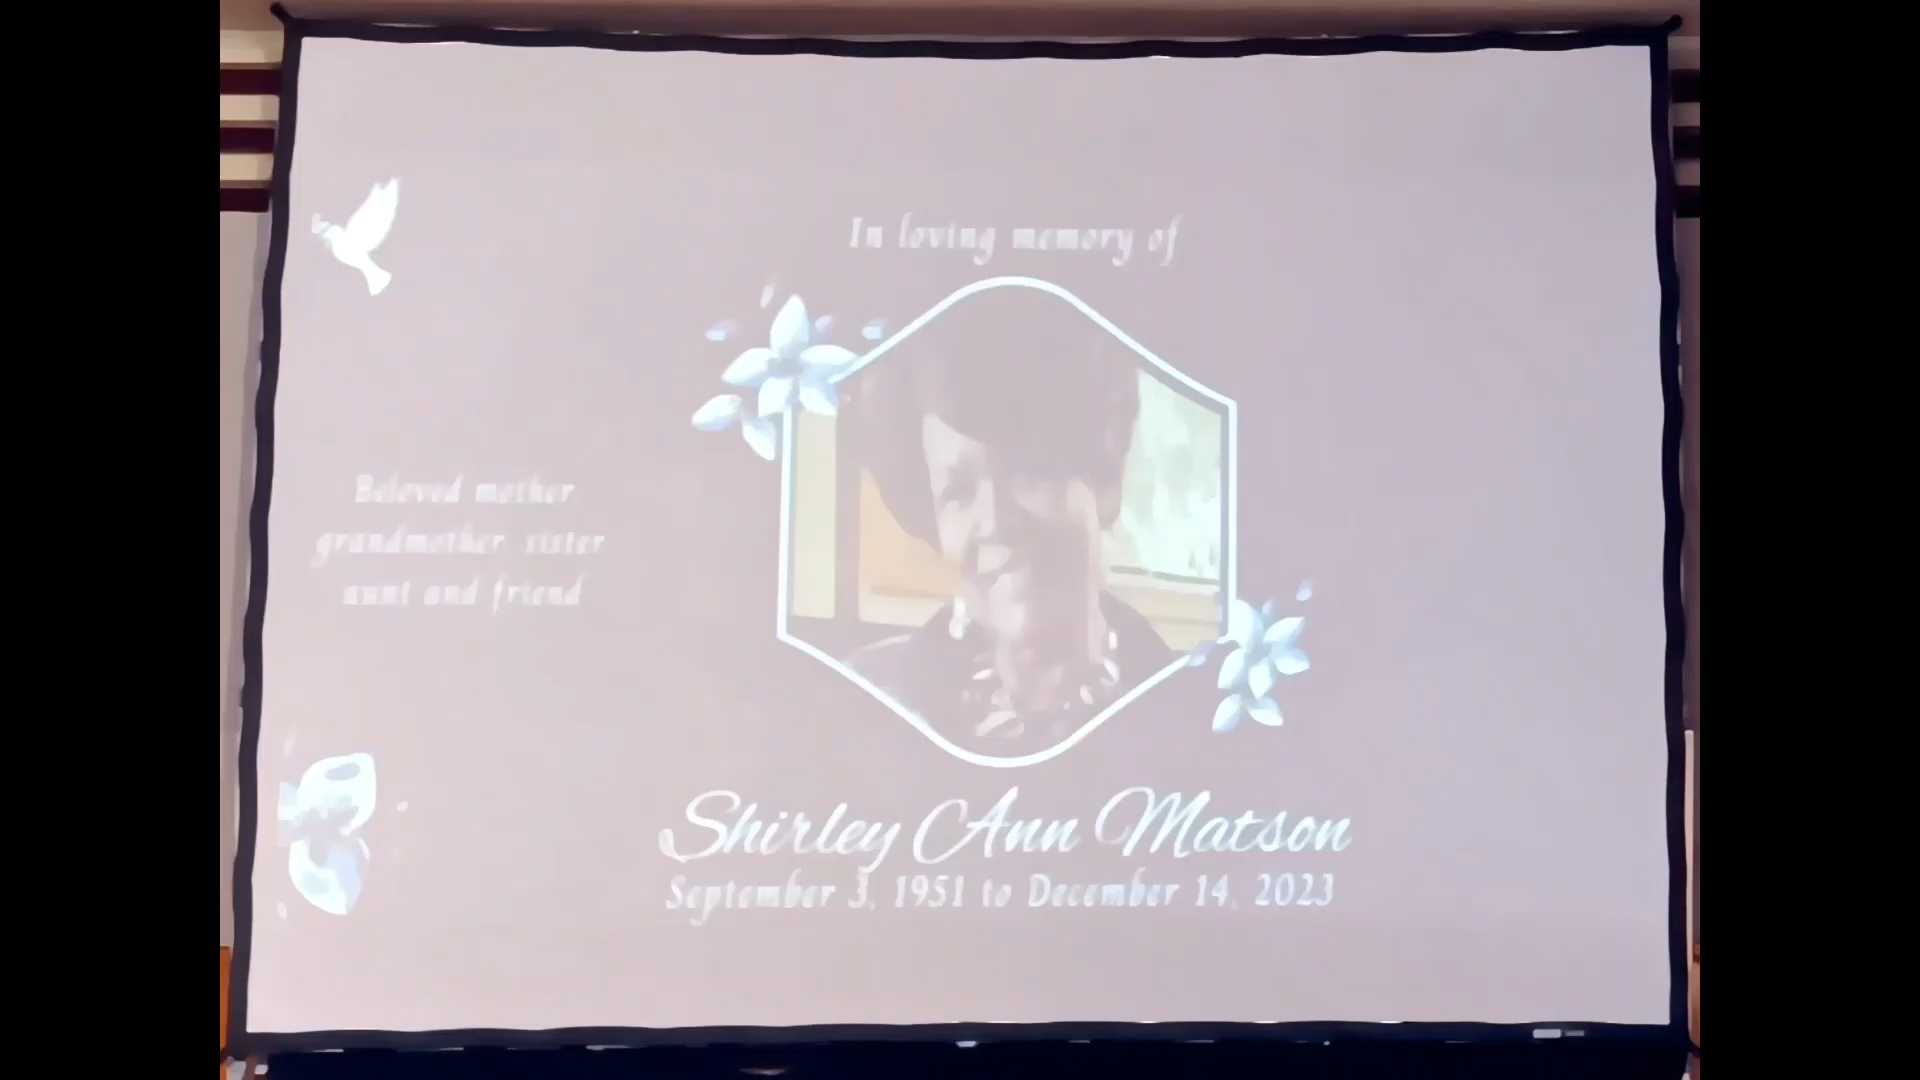 In loving memory of
Beloved mother
grandmother, sister
aunt and friend
Shirley Ann Matson
September 3, 1951 to December 14, 2023